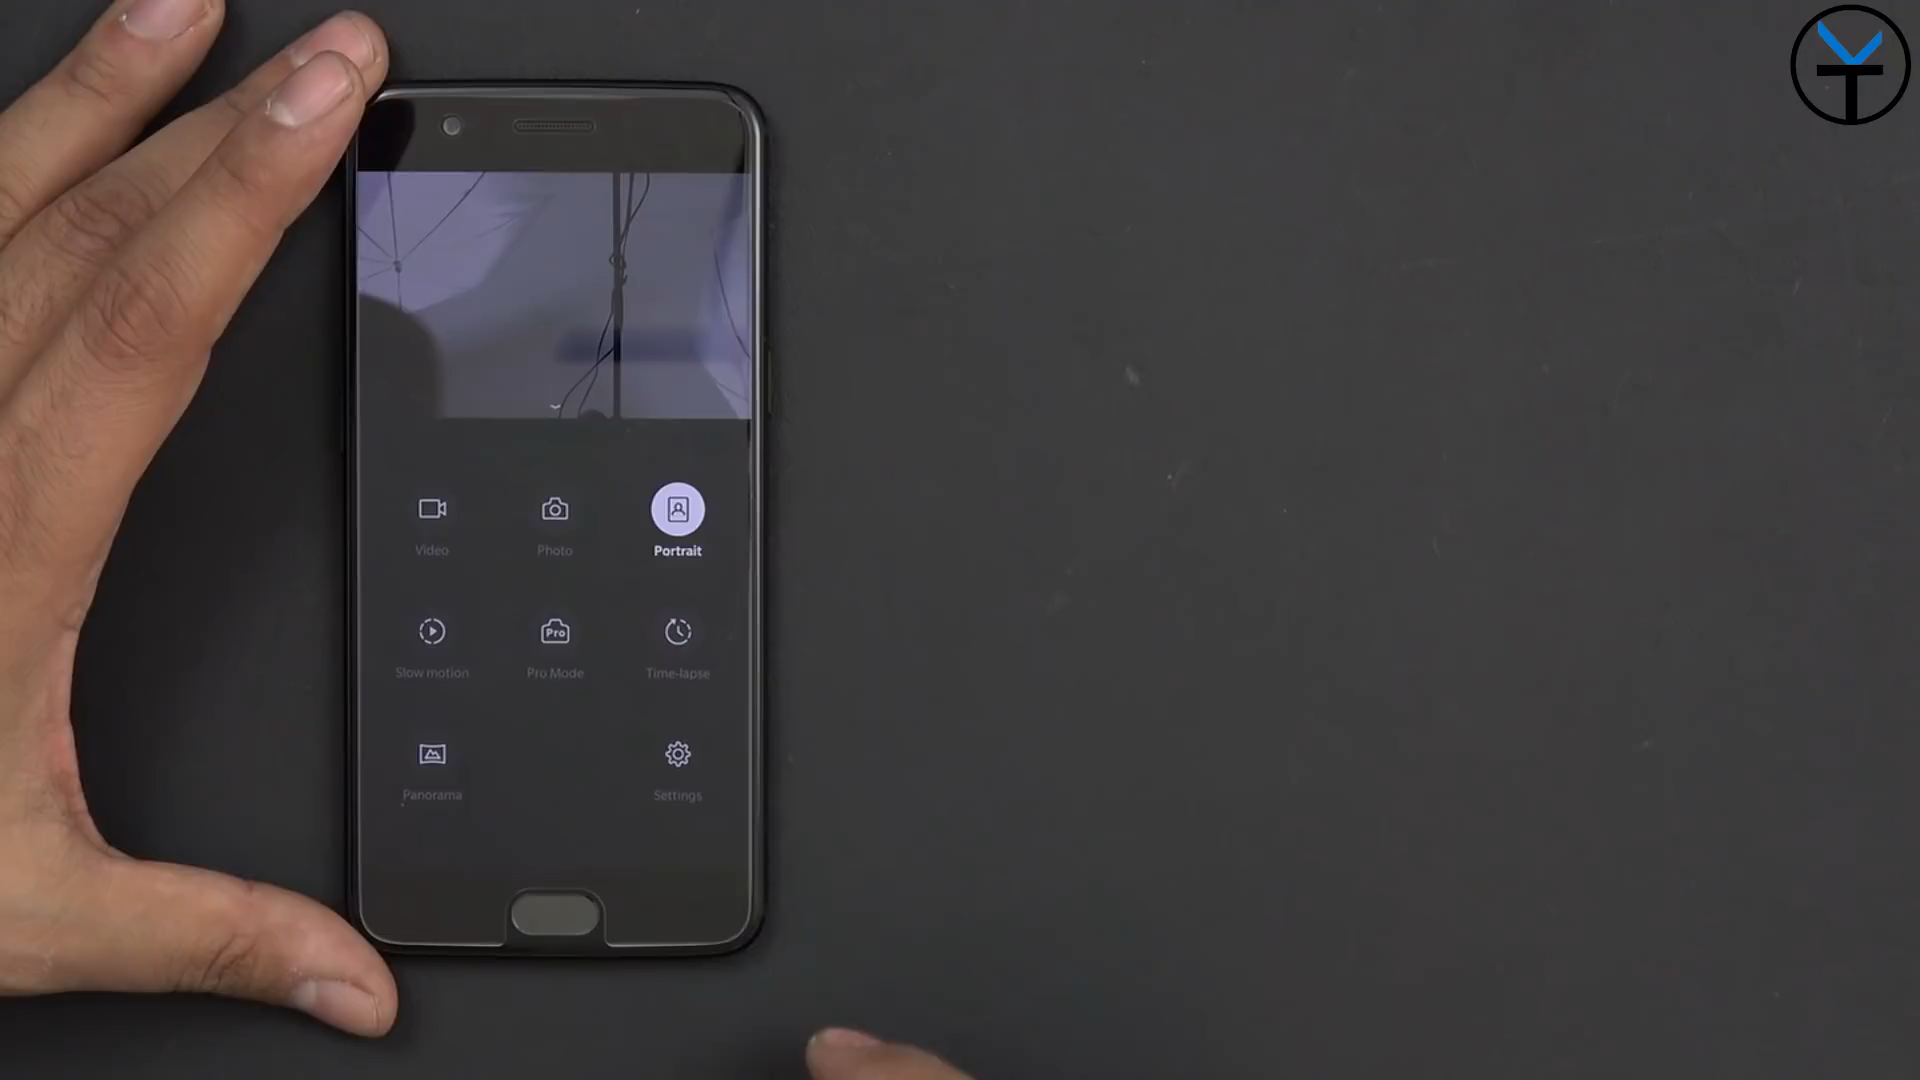 Video
Photo
Portrait
Slow motion
Pro
Pro Mode
Time-lapse
Panorama
Settings